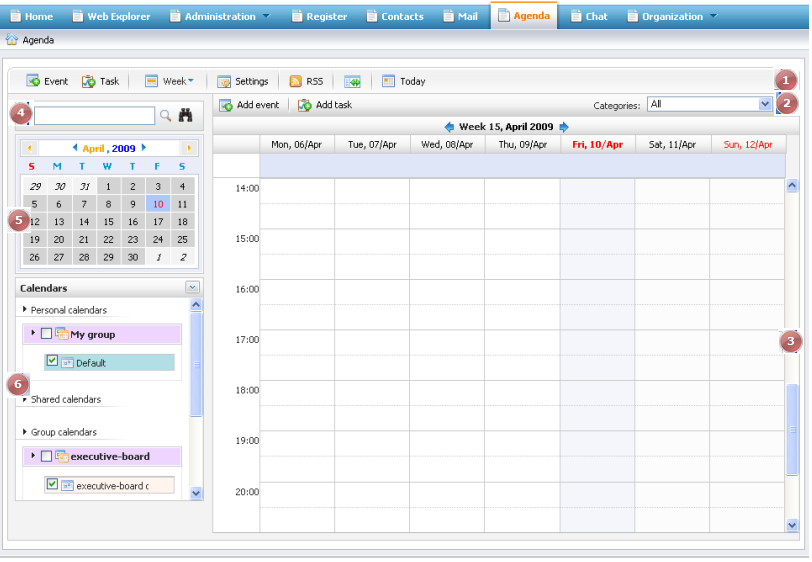 Home Web Explorer Administration Register Contacts Mail Agenda Chat Organization
Agenda
Event Task Week Settings RSS Today 1
4
Add event Add task Categories: All 2
Week 15, April 2009
April , 2009
S M T W T F S
29 30 31 1 2 3 4
5 6 7 8 9 10 11
12 13 14 15 16 17 18
19 20 21 22 23 24 25
26 27 28 29 30 1 2
5
Calendars
Personal calendars
My group
Default
6
Shared calendars
Group calendars
executive-board
executive-board c
Mon, 06/Apr Tue, 07/Apr Wed, 08/Apr Thu, 09/Apr Fri, 10/Apr Sat, 11/Apr Sun, 12/Apr
14:00
15:00
16:00
17:00
3
18:00
19:00
20:00